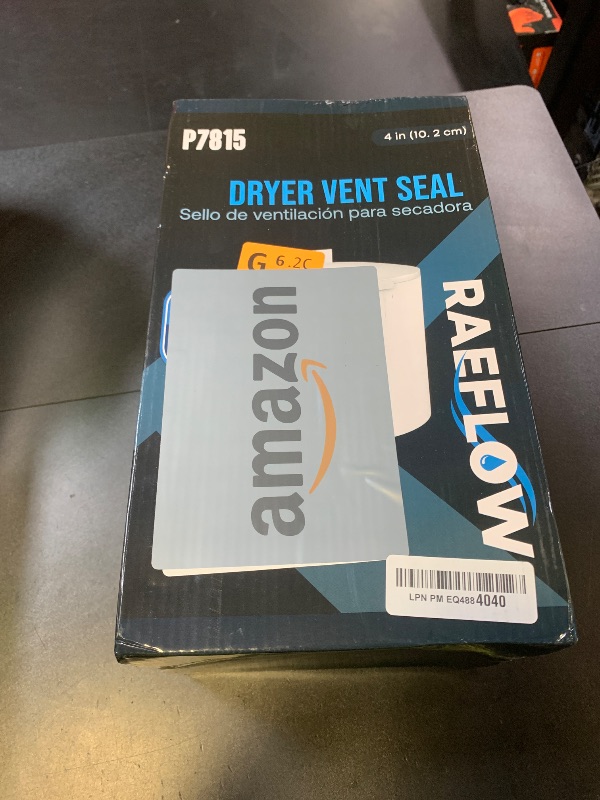 P7815
4 in (10. 2 cm)
DRYER VENT SEAL
Sello de ventilación para secadora
G 6.2C
amazon
RAEFLOW
LPN PM EQ4884040